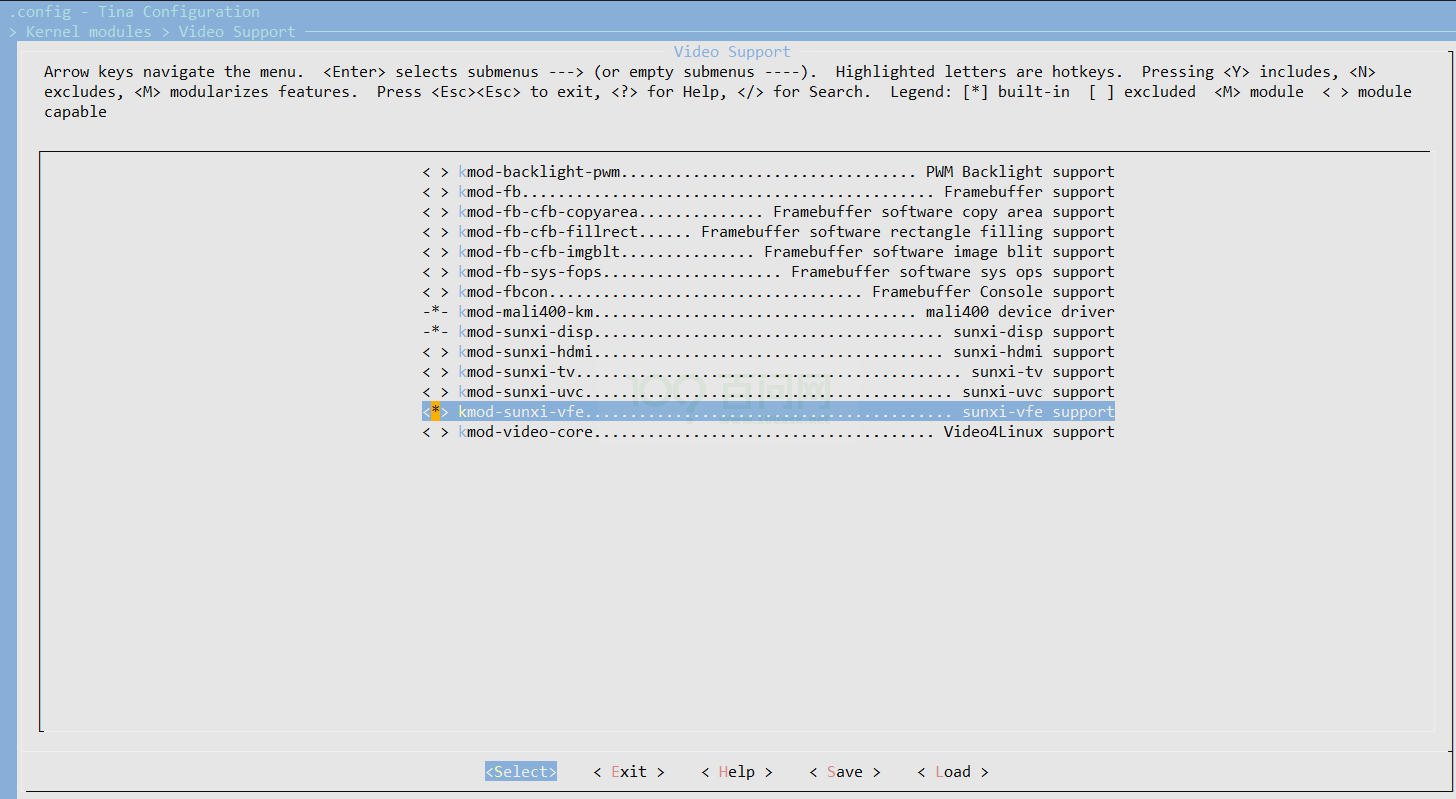 .config - Tina Configuration
> Kernel modules > Video Support
Video Support
Arrow keys navigate the menu.  <Enter> selects submenus ---> (or empty submenus ----).  Highlighted letters are hotkeys.  Pressing <Y> includes, <N>
excludes, <M> modularizes features.  Press <Esc><Esc> to exit, <?> for Help, </> for Search.  Legend: [*] built-in  [ ] excluded  <M> module  < > module
capable
< > kmod-backlight-pwm................................. PWM Backlight support
< > kmod-fb.............................................. Framebuffer support
< > kmod-fb-cfb-copyarea.............. Framebuffer software copy area support
< > kmod-fb-cfb-fillrect...... Framebuffer software rectangle filling support
< > kmod-fb-cfb-imgblt............... Framebuffer software image blit support
< > kmod-fb-sys-fops.................... Framebuffer software sys ops support
< > kmod-fbcon................................... Framebuffer Console support
-*- kmod-mali400-km.................................... mali400 device driver
-*- kmod-sunxi-disp....................................... sunxi-disp support
< > kmod-sunxi-hdmi....................................... sunxi-hdmi support
< > kmod-sunxi-tv........................................... sunxi-tv support
< > kmod-sunxi-uvc......................................... sunxi-uvc support
<*> kmod-sunxi-vfe......................................... sunxi-vfe support
< > kmod-video-core...................................... Video4Linux support
100 百问网
<Select>    < Exit >    < Help >    < Save >    < Load >